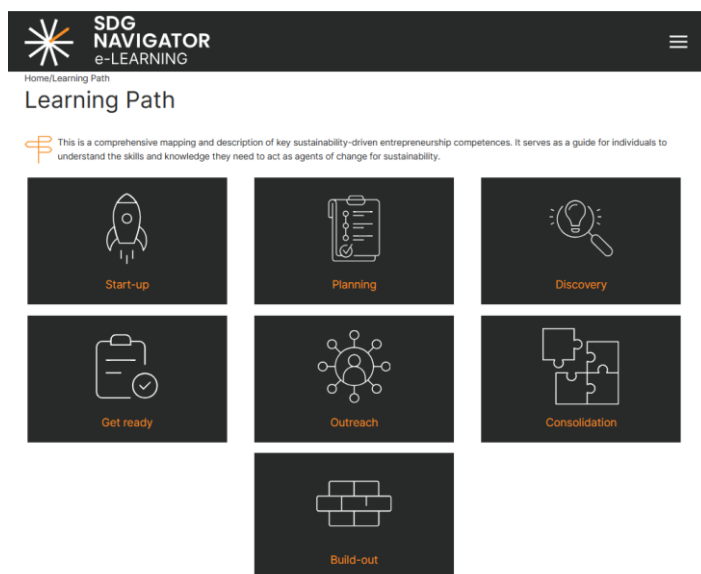 SDG
NAVIGATOR
e-LEARNING
Home/Learning Path
Learning Path
This is a comprehensive mapping and description of key sustainability-driven entrepreneurship competences. It serves as a guide for individuals to
understand the skills and knowledge they need to act as agents of change for sustainability.
Start-up
Planning
Discovery
Get ready
Outreach
Consolidation
Build-out